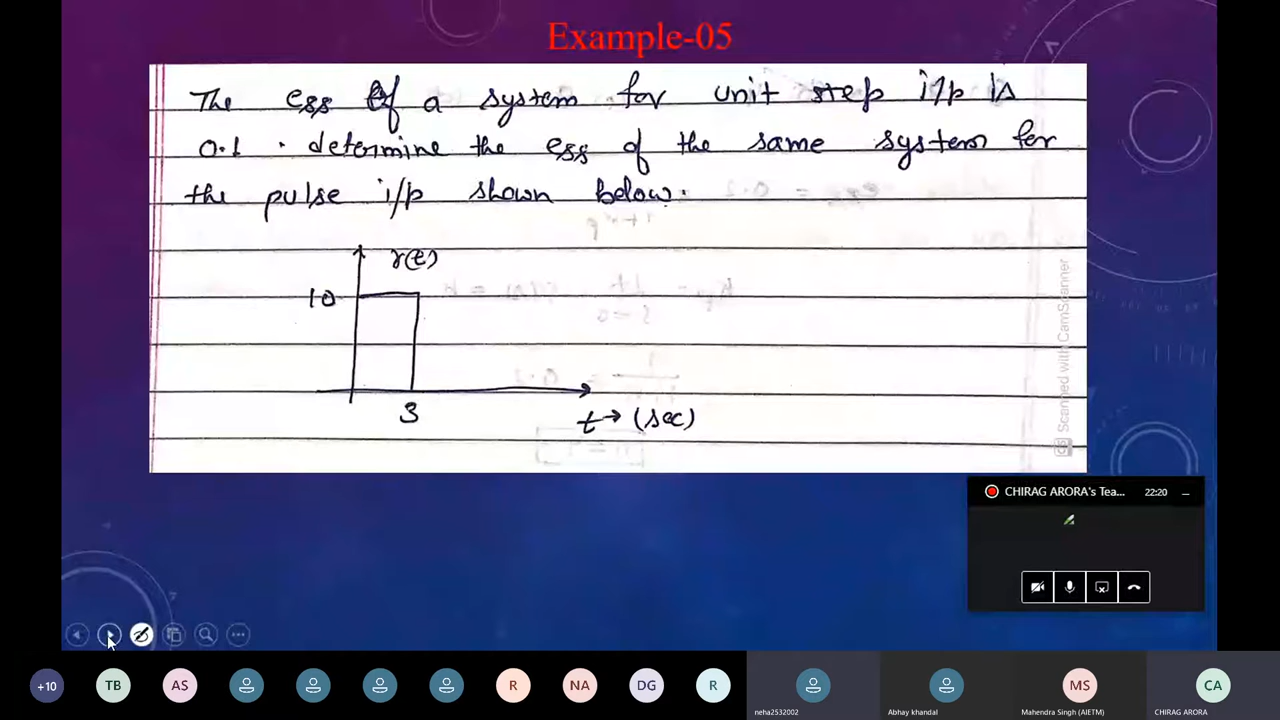 Example-05
The ess of a system for unit step i/p is
0.1 . determine the ess of the same system for
the pulse i/p shown below.
r(t)
10
3
t→ (sec)
CS Scanned with CamScanner
CHIRAG ARORA's Tea... 22:20
+10 TB AS R NA DG R MS CA
neha2532002 Abhay khandal Mahendra Singh (AIETM) CHIRAG ARORA